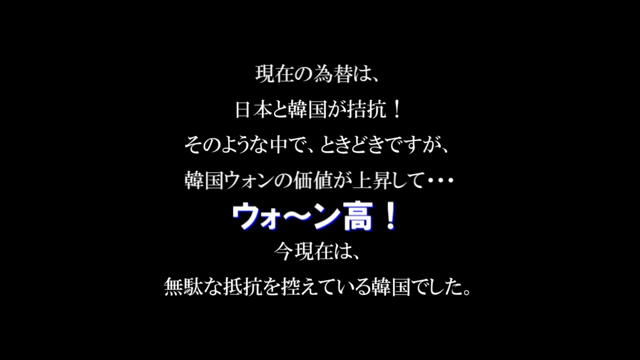 現在の為替は、
日本と韓国が拮抗！
そのような中で、ときどきですが、
韓国ウォンの価値が上昇して・・・
ウォ～ン高！
今現在は、
無駄な抵抗を控えている韓国でした。